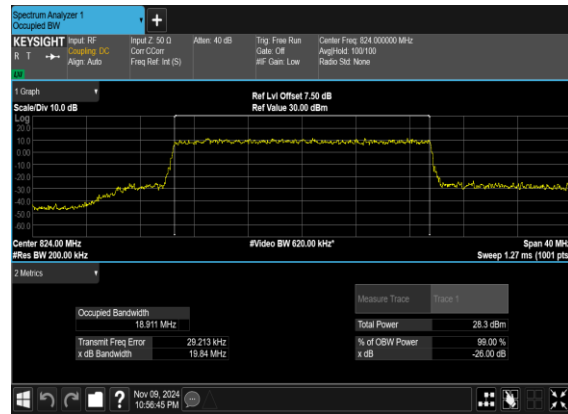 Spectrum Analyzer 1
Occupied BW
+
KEYSIGHT Input: RF Input Z: 50 Ω Atten: 40 dB Trig: Free Run Center Freq: 824.000000 MHz
R T Coupling: DC Corr CCorr Gate: Off Avg|Hold: 100/100
Align: Auto Freq Ref: Int (S) #IF Gain: Low Radio Std: None
LXI
1 Graph
Ref Lvl Offset 7.50 dB
Scale/Div 10.0 dB Ref Value 30.00 dBm
Log
20.0
10.0
0.00
-10.0
-20.0
-30.0
-40.0
-50.0
-60.0
Center 824.00 MHz #Video BW 620.00 kHz* Span 40 MHz
#Res BW 200.00 kHz Sweep 1.27 ms (1001 pts
2 Metrics
Measure Trace Trace 1
Occupied Bandwidth
18.911 MHz Total Power 28.3 dBm
Transmit Freq Error 29.213 kHz % of OBW Power 99.00 %
x dB Bandwidth 19.84 MHz x dB -26.00 dB
? Nov 09, 2024
10:56:45 PM